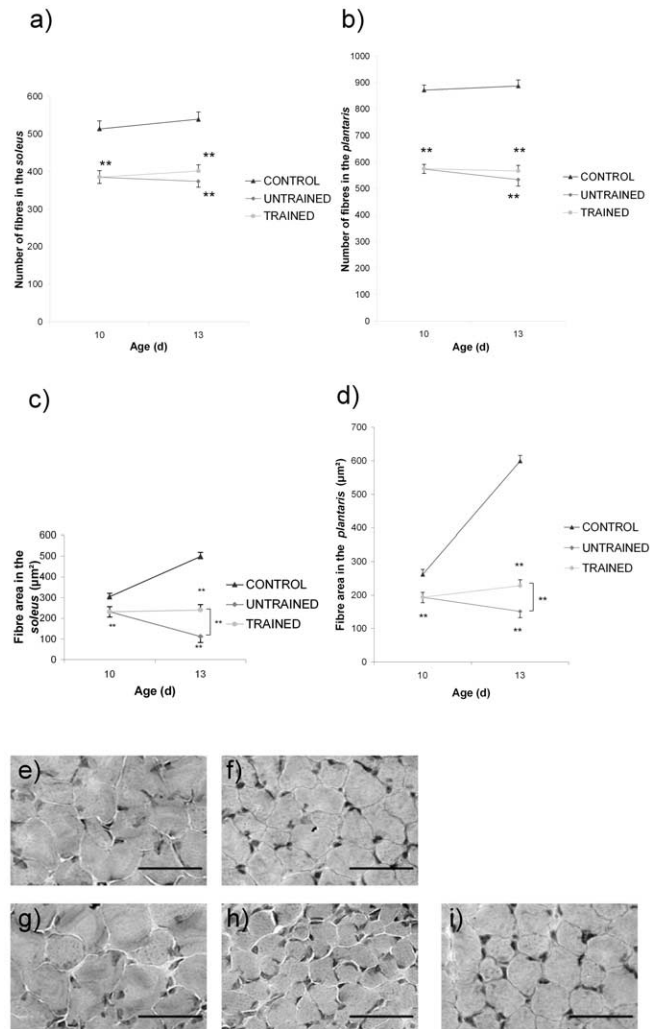 a)
600
500
400
300
200
100
0
Number of fibres in the soleus
**
**
**
10
13
Age (d)
CONTROL
UNTRAINED
TRAINED
b)
1000
900
800
700
600
500
400
300
200
100
0
Number of fibres in the plantaris
**
**
**
10
13
Age (d)
CONTROL
UNTRAINED
TRAINED
c)
600
500
400
300
200
100
0
Fibre area in the
soleus (µm²)
**
**
**
**
10
13
Age (d)
CONTROL
UNTRAINED
TRAINED
d)
700
600
500
400
300
200
100
0
Fibre area in the plantaris (µm²)
**
**
**
**
10
13
Age (d)
CONTROL
UNTRAINED
TRAINED
e)
f)
g)
h)
i)